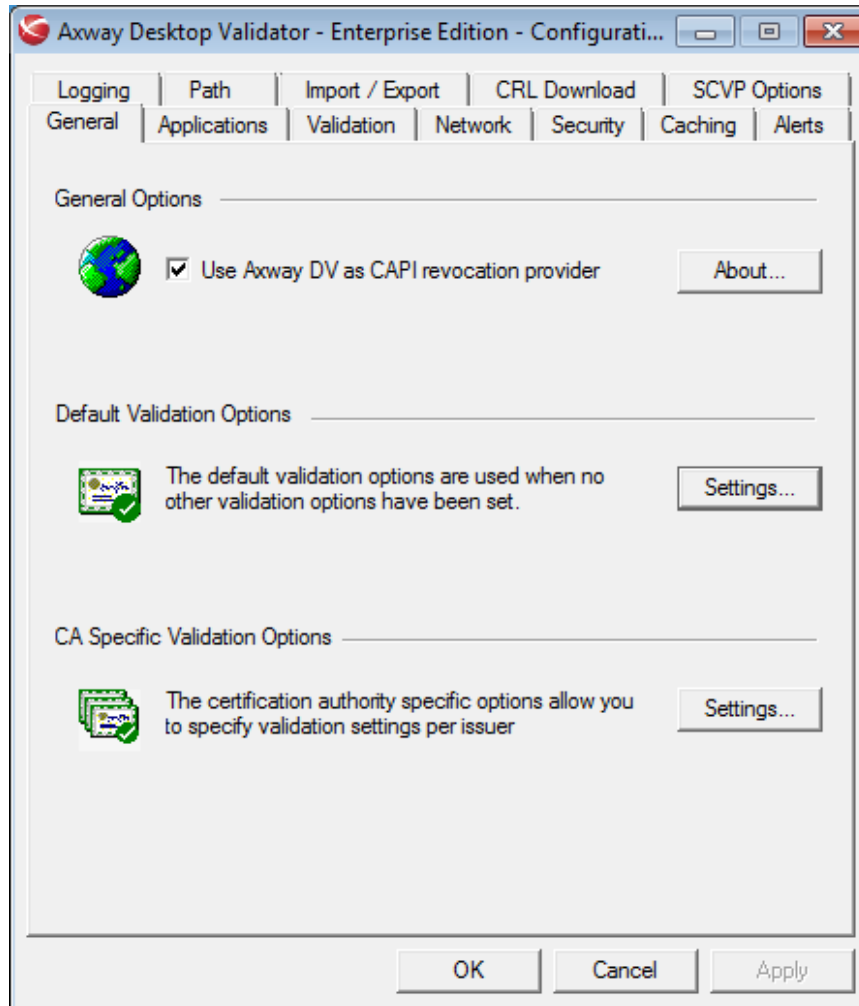 Axway Desktop Validator - Enterprise Edition - Configurati...
Logging Path Import / Export CRL Download SCVP Options
General Applications Validation Network Security Caching Alerts
General Options
Use Axway DV as CAPI revocation provider About...
Default Validation Options
The default validation options are used when no
other validation options have been set.
Settings...
CA Specific Validation Options
The certification authority specific options allow you
to specify validation settings per issuer
Settings...
OK Cancel Apply